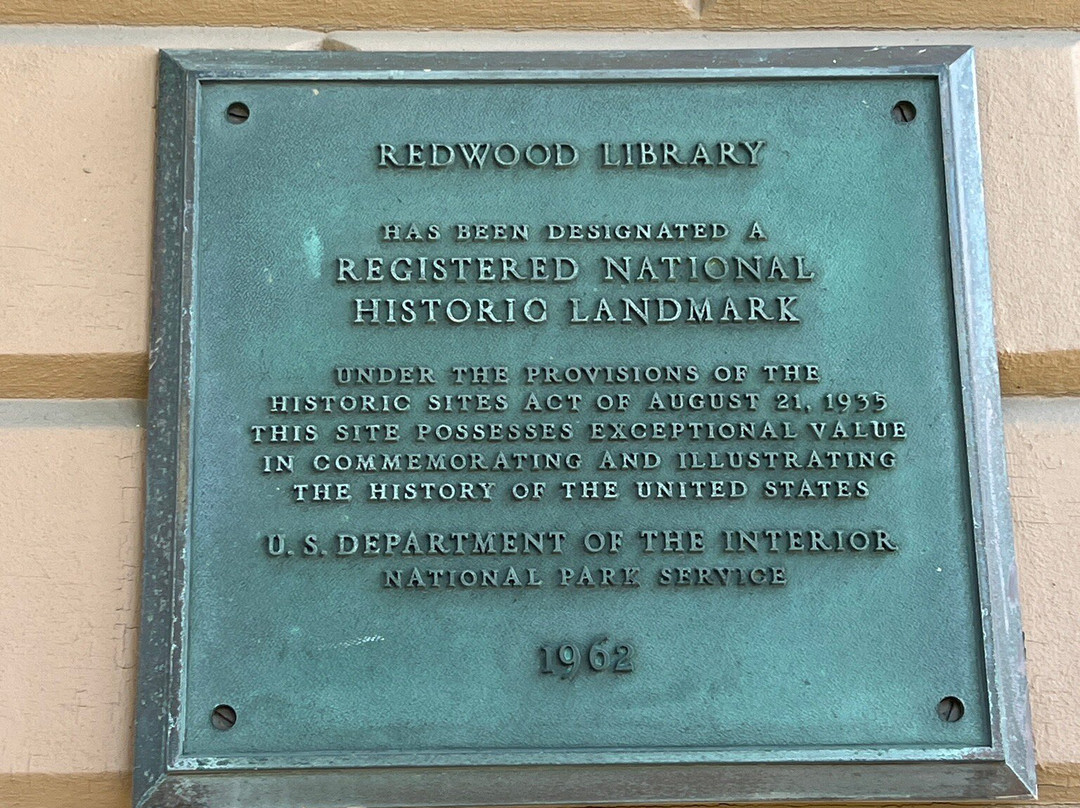 REDWOOD LIBRARY
HAS BEEN DESIGNATED A
REGISTERED NATIONAL
HISTORIC LANDMARK
UNDER THE PROVISIONS OF THE
HISTORIC SITES ACT OF AUGUST 21, 1935
THIS SITE POSSESSES EXCEPTIONAL VALUE
IN COMMEMORATING AND ILLUSTRATING
THE HISTORY OF THE UNITED STATES
U. S. DEPARTMENT OF THE INTERIOR
NATIONAL PARK SERVICE
1962